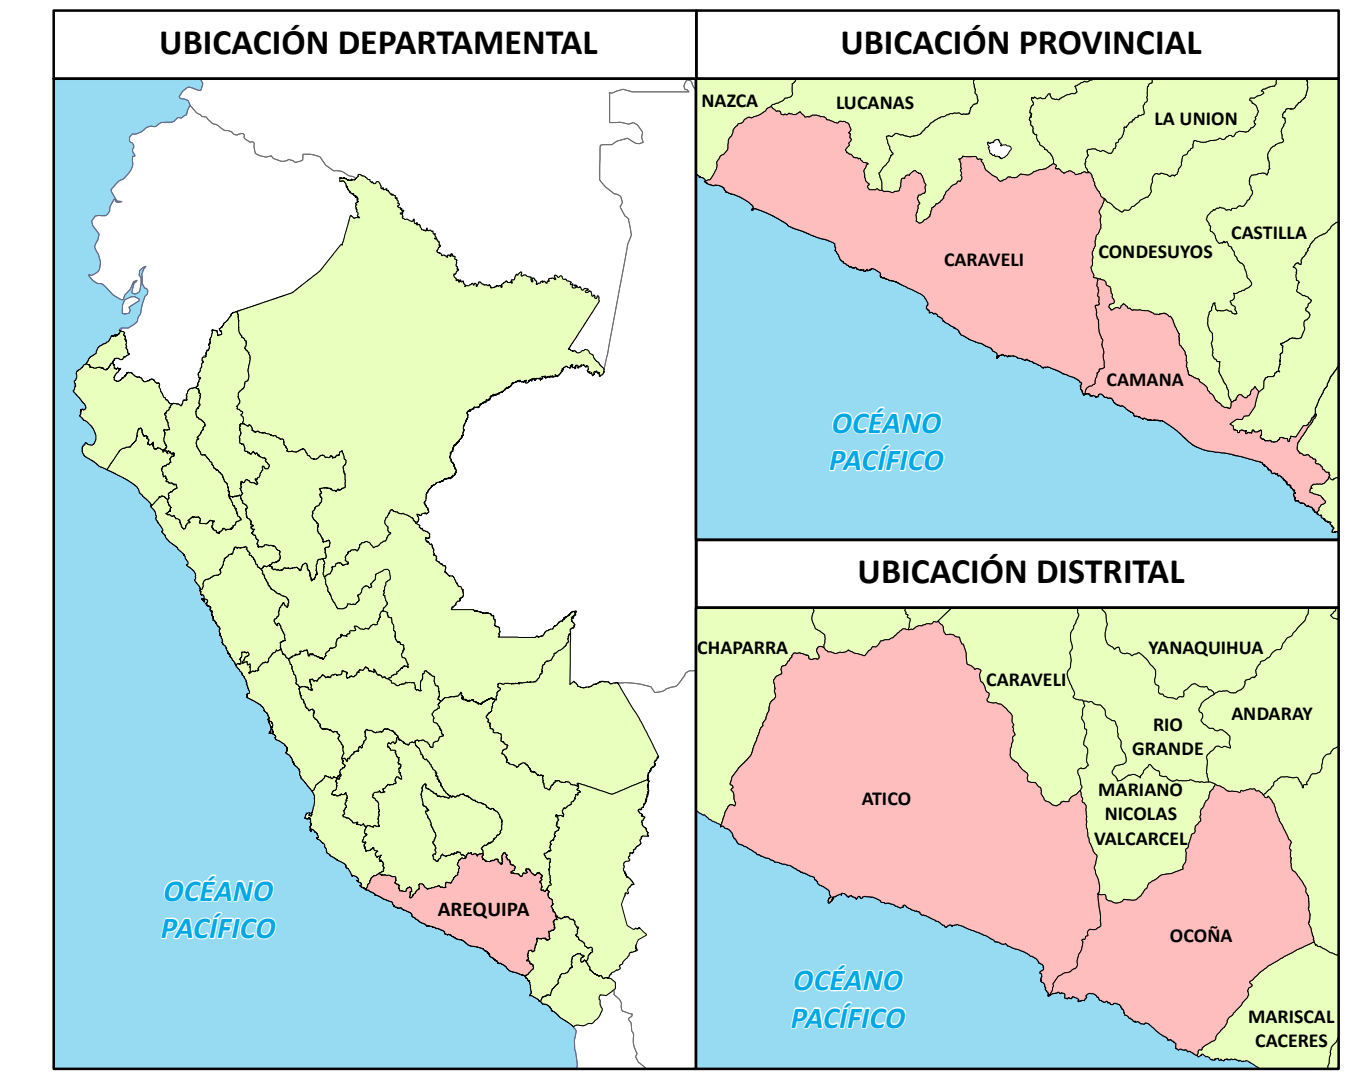 UBICACIÓN DEPARTAMENTAL
OCÉANO
PACÍFICO
AREQUIPA
UBICACIÓN PROVINCIAL
NAZCA
LUCANAS
LA UNION
CASTILLA
CONDESUYOS
CARAVELI
CAMANA
OCÉANO
PACÍFICO
UBICACIÓN DISTRITAL
CHAPARRA
YANAQUIHUA
CARAVELI
ANDARAY
RIO
GRANDE
MARIANO
NICOLAS
VALCARCEL
ATICO
OCOÑA
OCÉANO
PACÍFICO
MARISCAL
CACERES